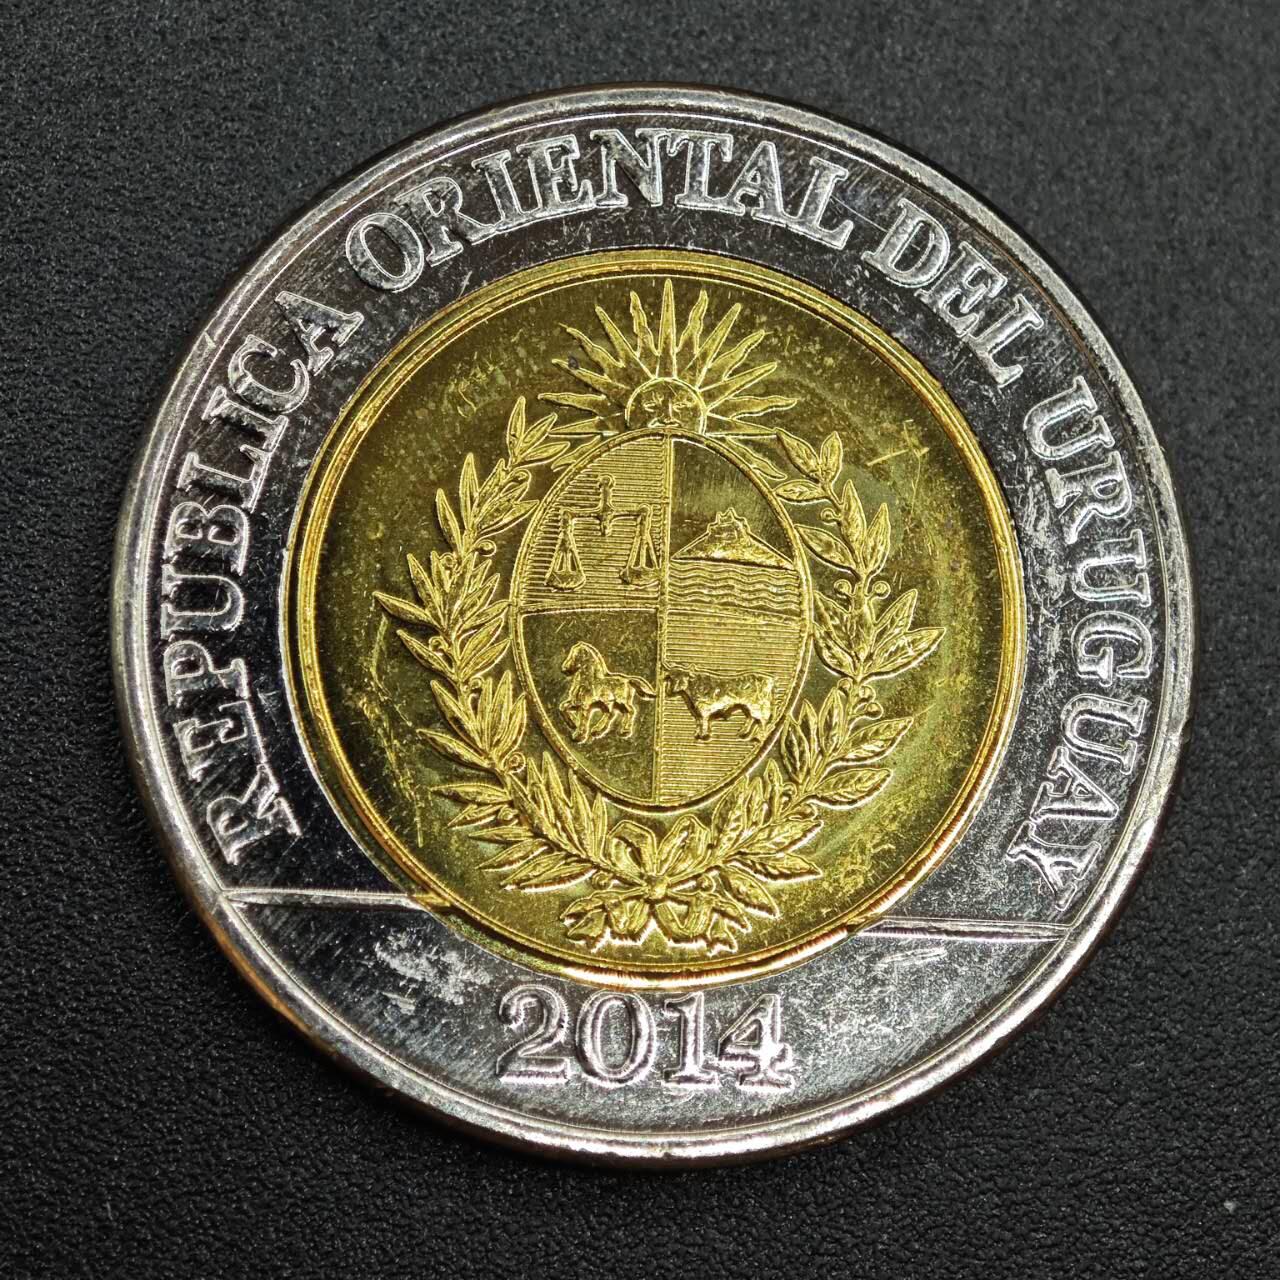 REPUBLICA ORIENTAL DEL URUGUAY
2014